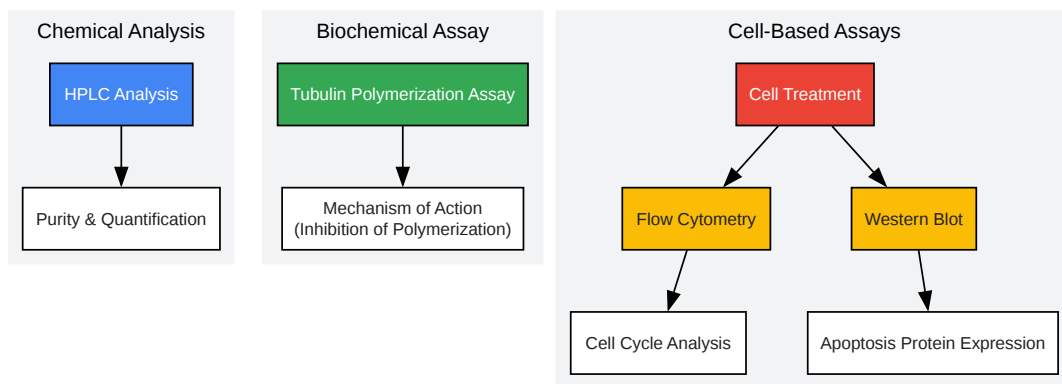 Chemical Analysis
HPLC Analysis
Purity & Quantification
Biochemical Assay
Tubulin Polymerization Assay
Mechanism of Action
(Inhibition of Polymerization)
Cell-Based Assays
Cell Treatment
Flow Cytometry
Western Blot
Cell Cycle Analysis
Apoptosis Protein Expression